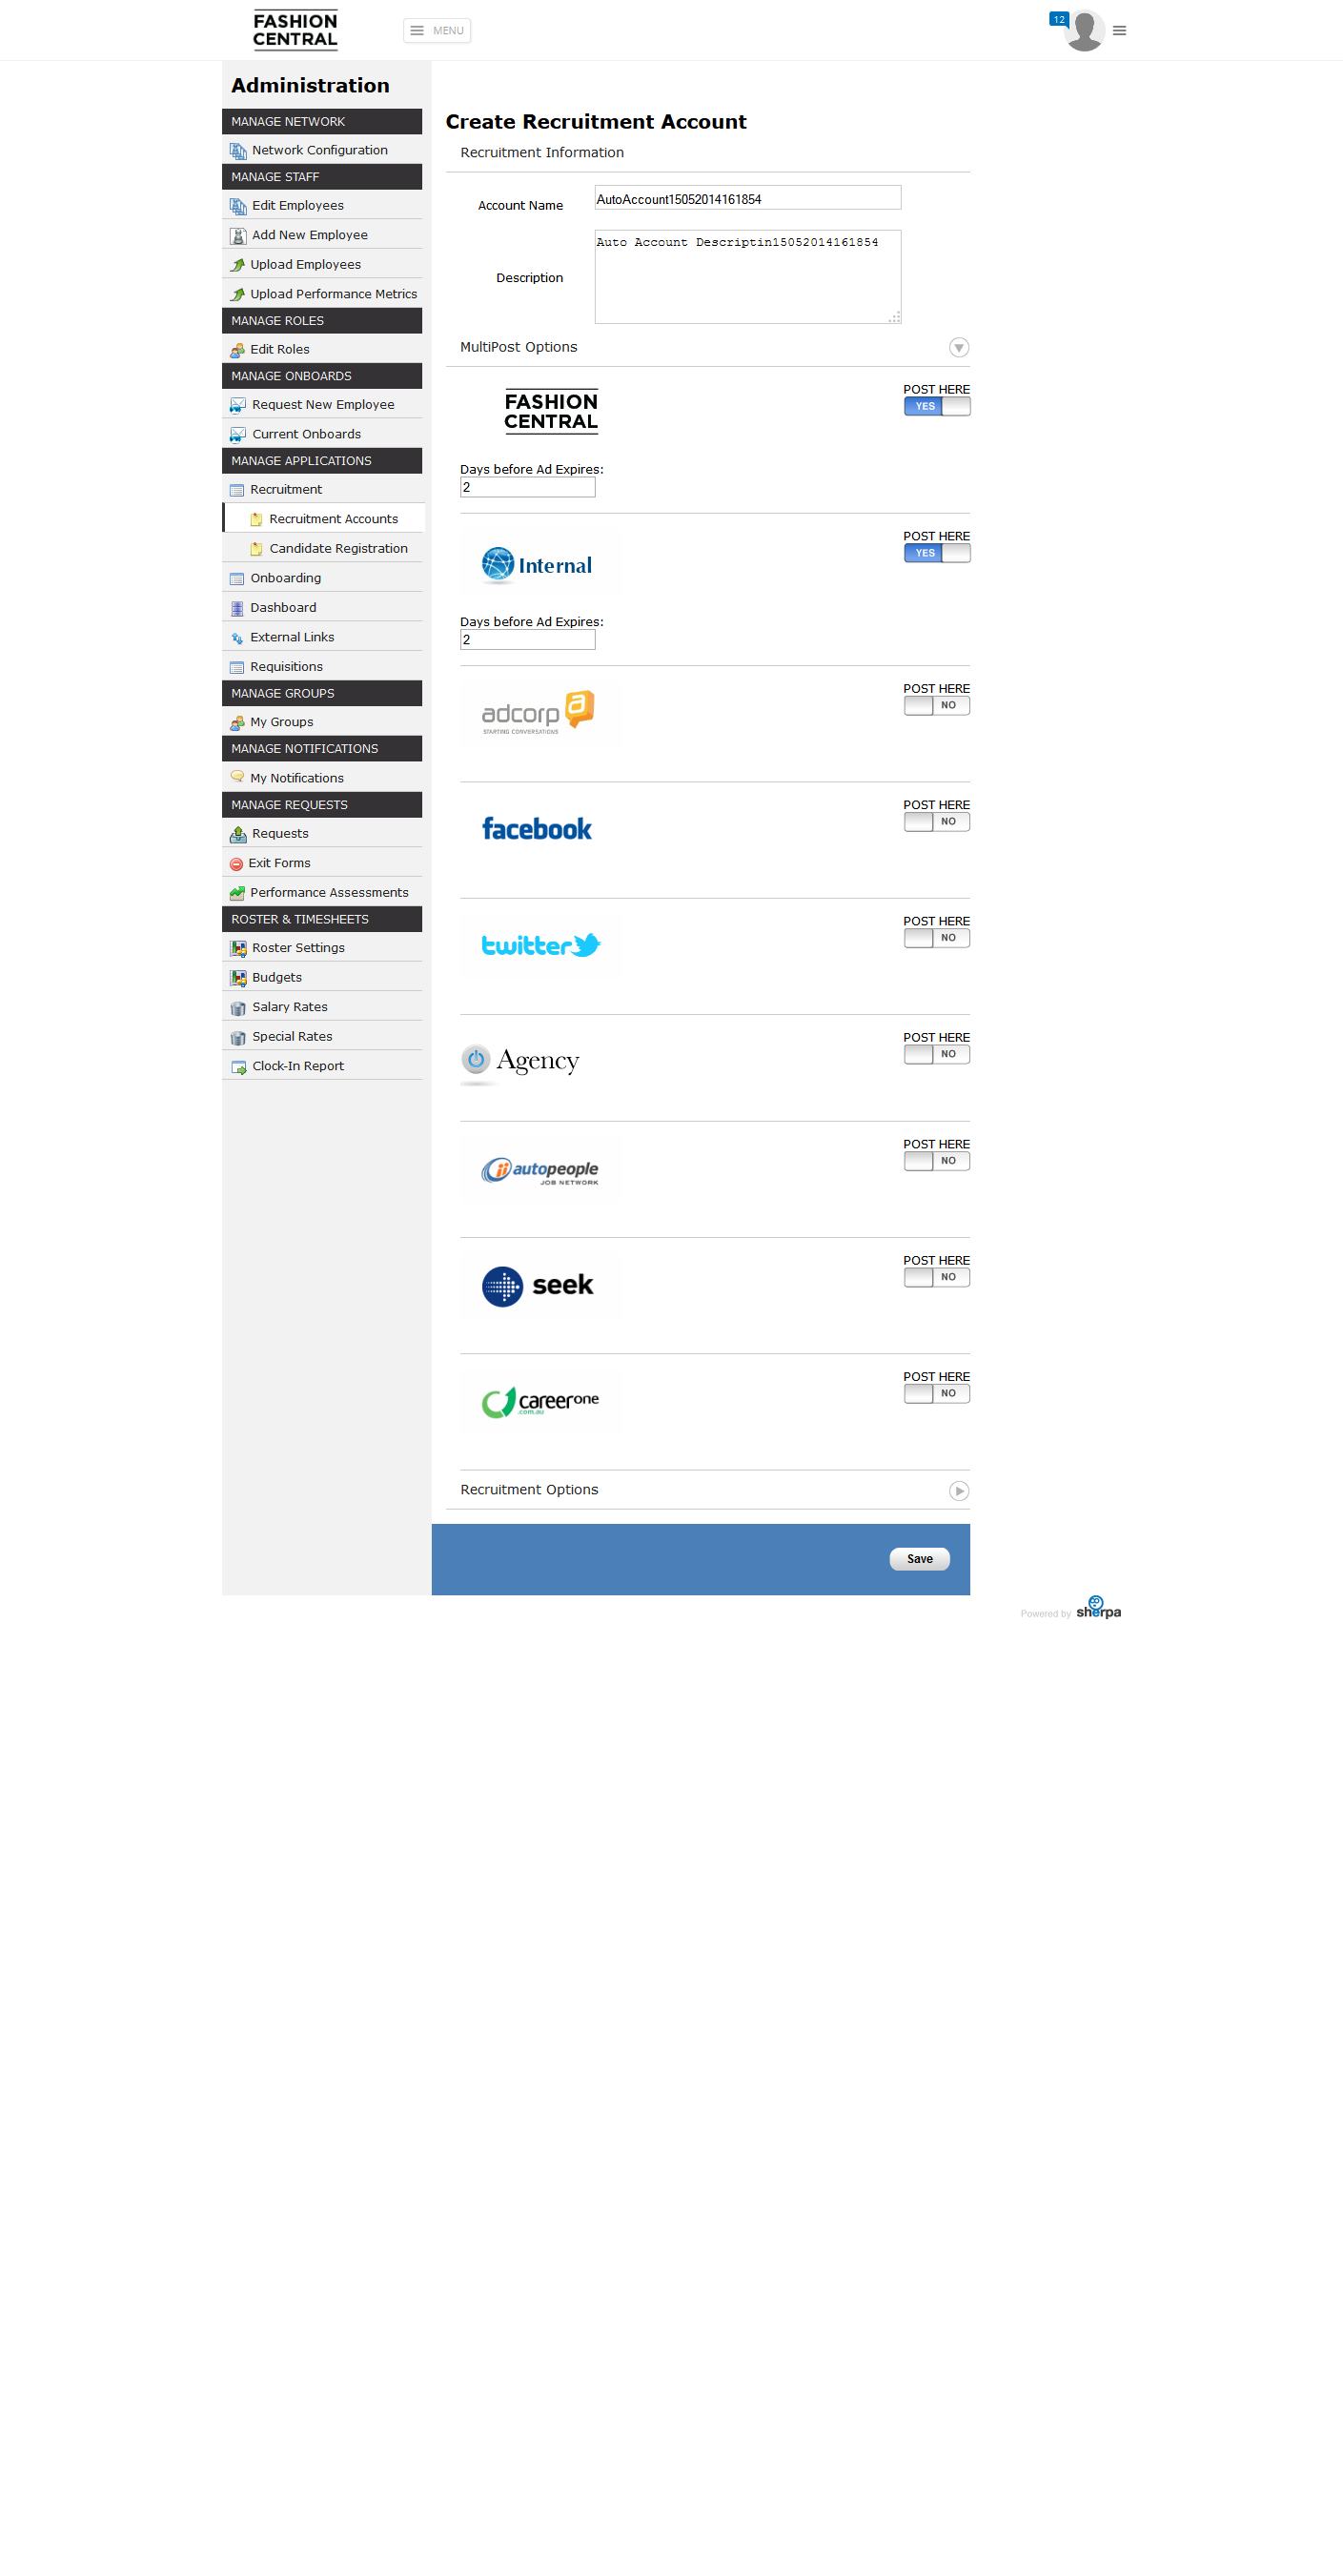 FASHION
CENTRAL
MENU
12
Administration
MANAGE NETWORK
Network Configuration
MANAGE STAFF
Edit Employees
Add New Employee
Upload Employees
Upload Performance Metrics
MANAGE ROLES
Edit Roles
MANAGE ONBOARDS
Request New Employee
Current Onboards
MANAGE APPLICATIONS
Recruitment
Recruitment Accounts
Candidate Registration
Onboarding
Dashboard
External Links
Requisitions
MANAGE GROUPS
My Groups
MANAGE NOTIFICATIONS
My Notifications
MANAGE REQUESTS
Requests
Exit Forms
Performance Assessments
ROSTER & TIMESHEETS
Roster Settings
Budgets
Salary Rates
Special Rates
Clock-In Report
Create Recruitment Account
Recruitment Information
Account Name
AutoAccount15052014161854
Description
Auto Account Descriptin15052014161854
MultiPost Options
FASHION
CENTRAL
POST HERE
YES
Days before Ad Expires:
2
Internal
POST HERE
YES
Days before Ad Expires:
2
adcorp a
STARTING CONVERSATIONS
POST HERE
NO
facebook
POST HERE
NO
twitter
POST HERE
NO
Agency
POST HERE
NO
autopeople
JOB NETWORK
POST HERE
NO
seek
POST HERE
NO
careerone
.com.au
POST HERE
NO
Recruitment Options
Save
Powered by sherpa